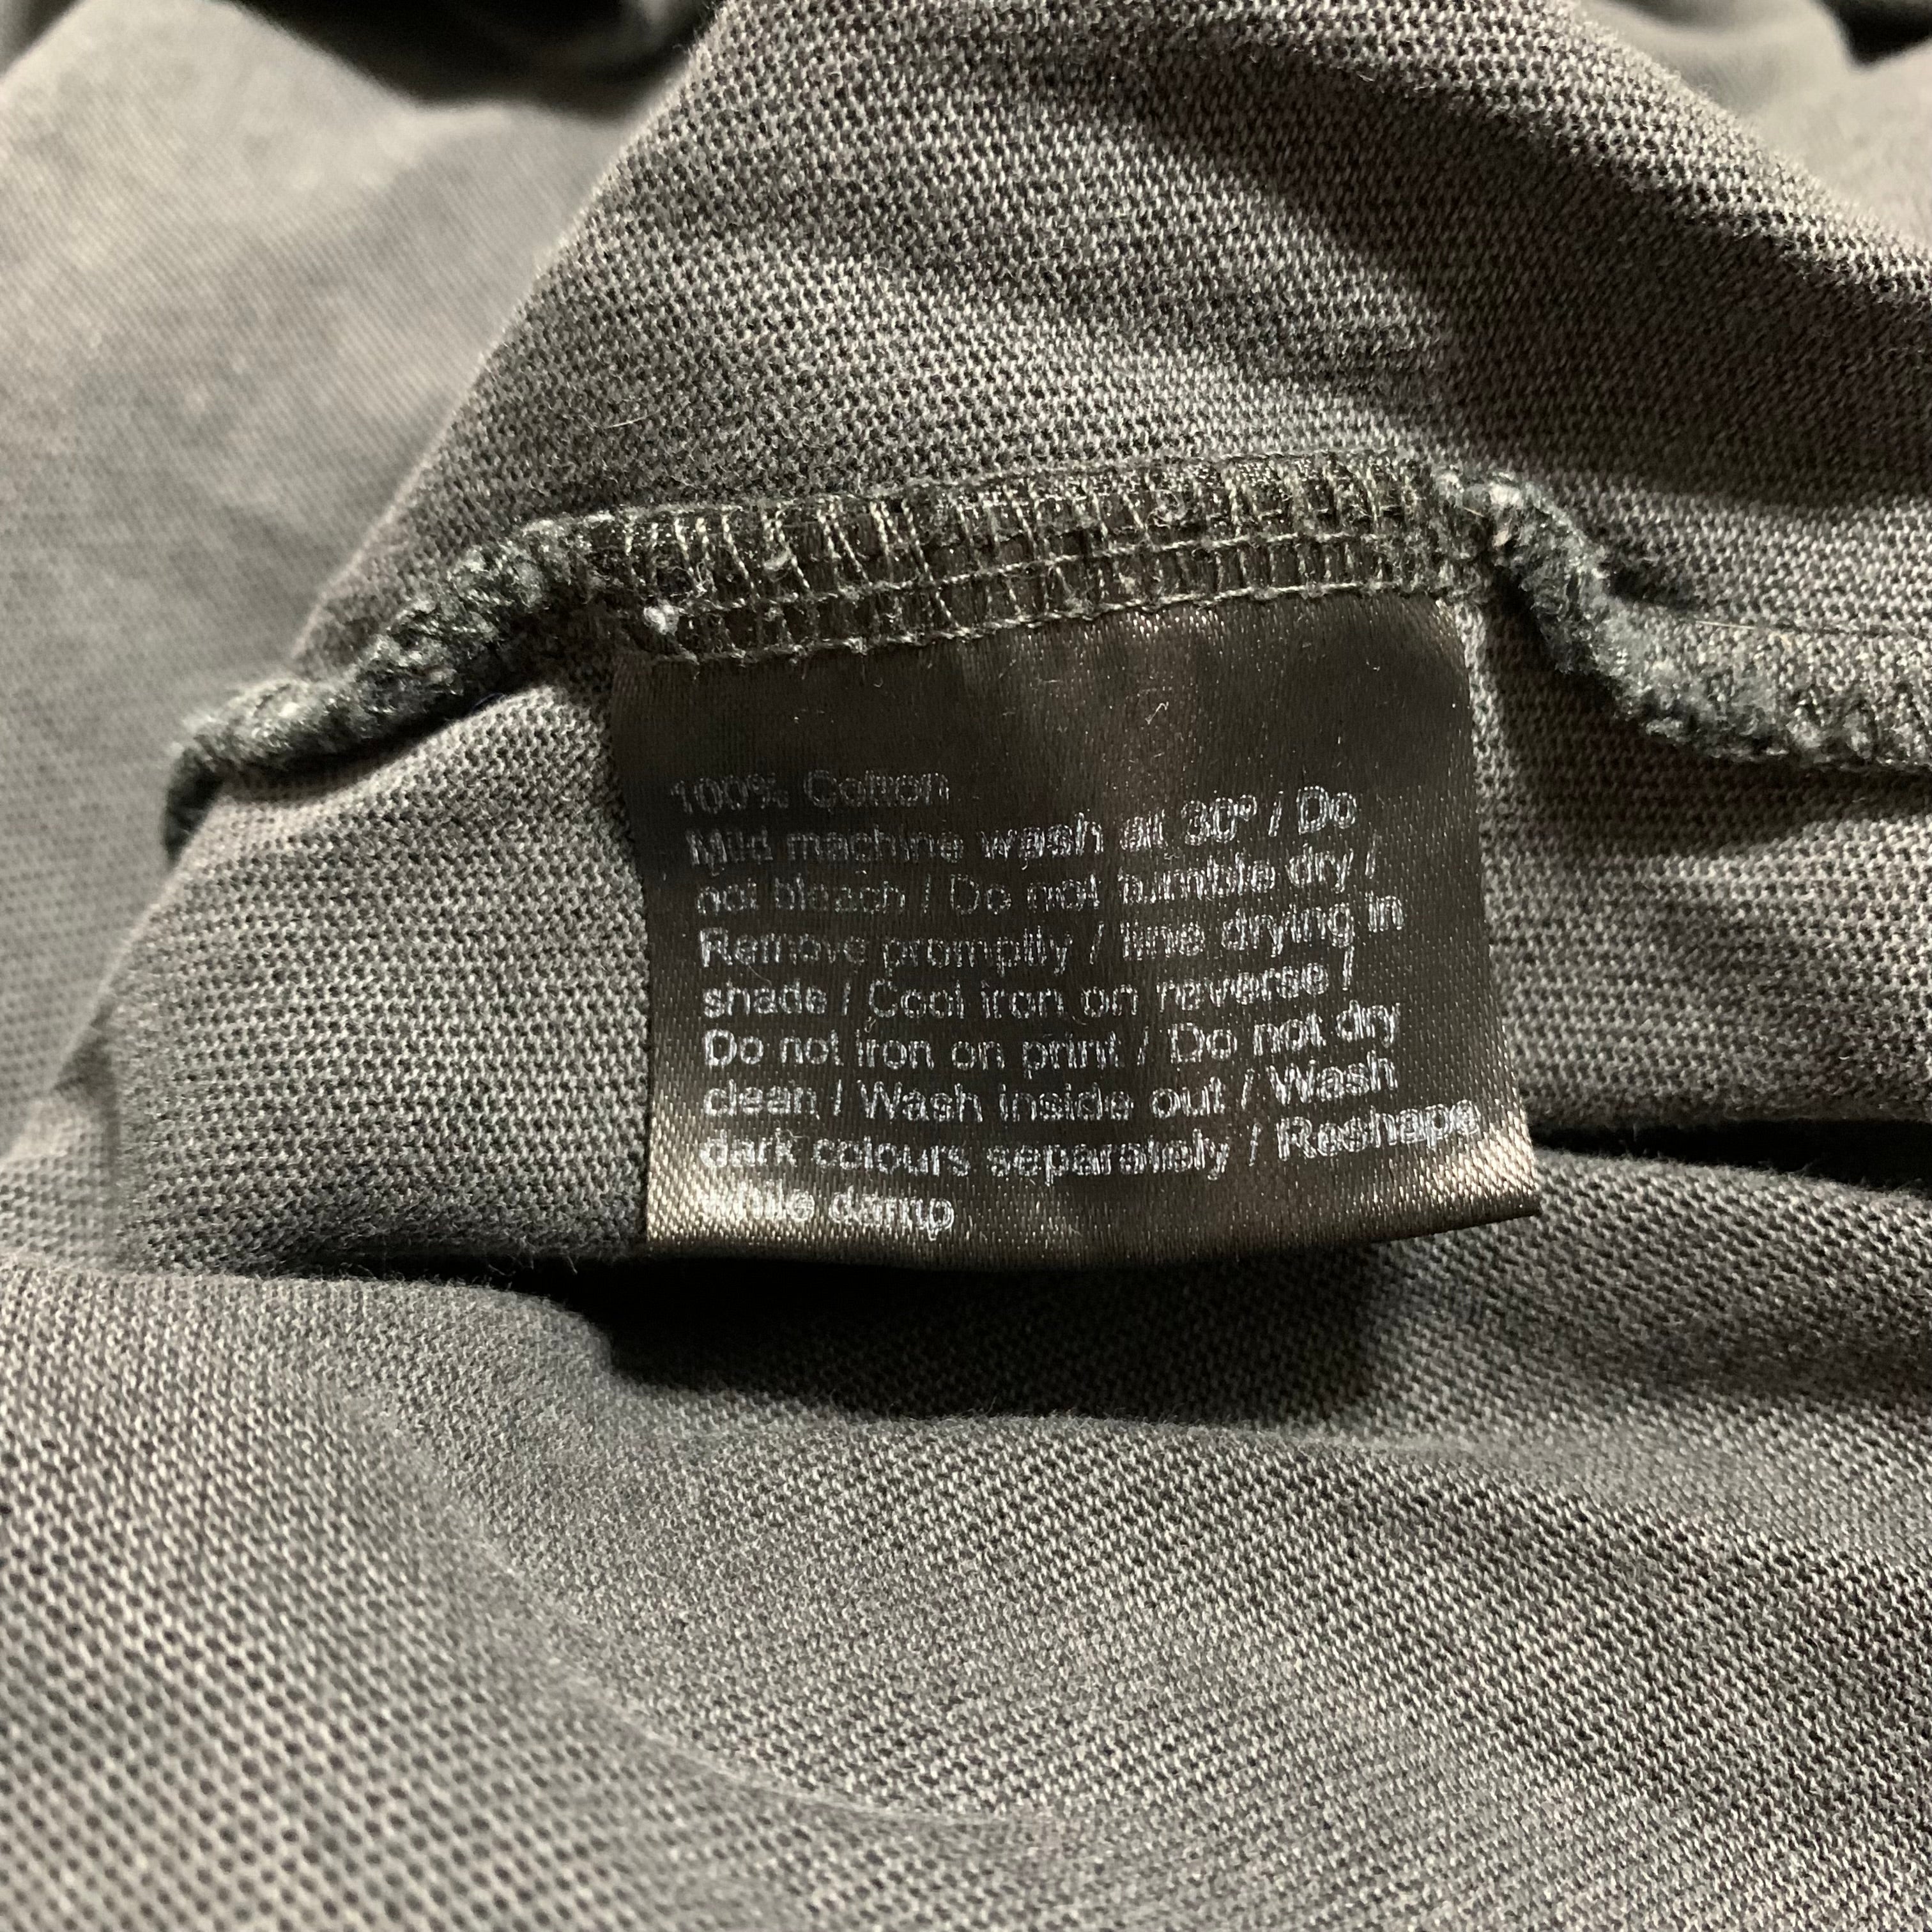 100% Cotton
Mild machine wash at 30° / Do
not bleach / Do not tumble dry /
Remove promptly / line drying in
shade / Cool iron on reverse /
Do not iron on print / Do not dry
clean / Wash inside out / Wash
dark colours separately / Reshape
while damp